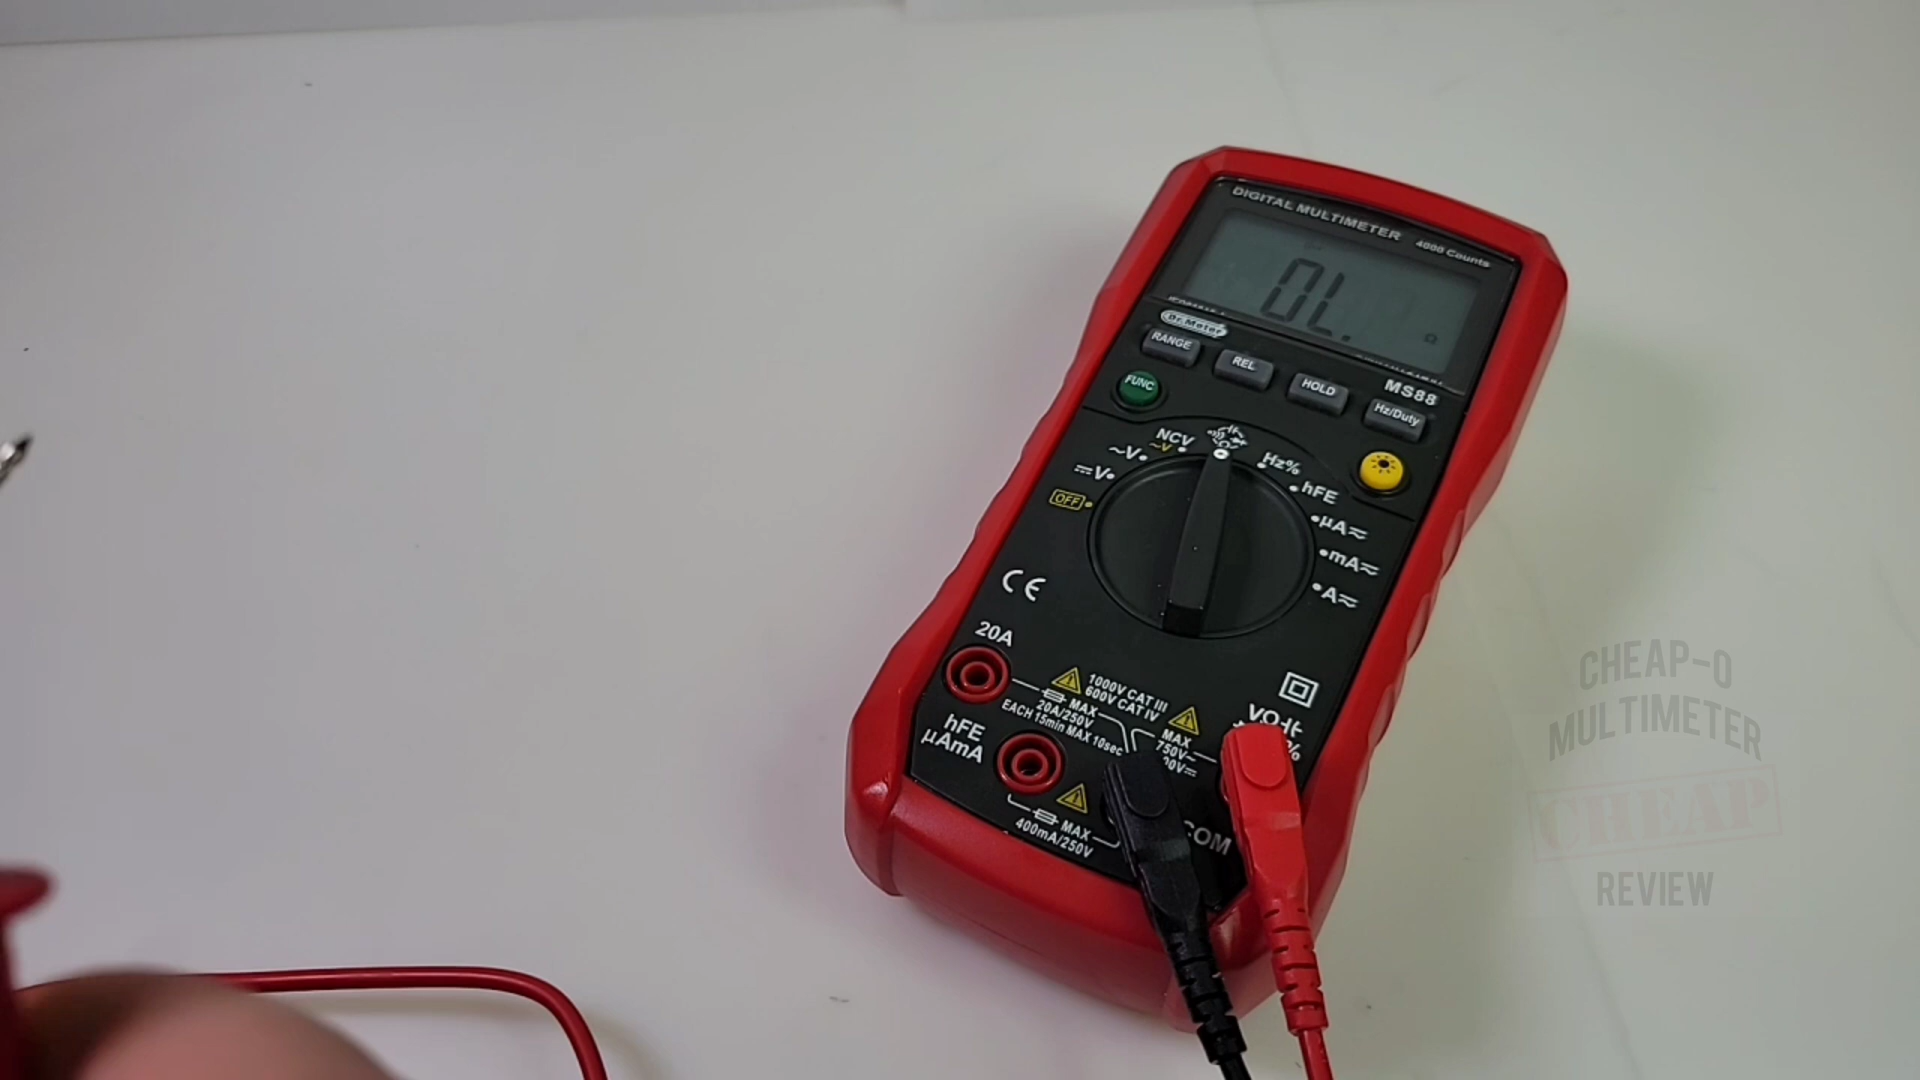 DIGITAL MULTIMETER 4000 Counts
OL.
Ω
Dr.Meter
RANGE
REL
HOLD
MS88
Hz/Duty
FUNC
NCV
~V
~V
Hz%
hFE
⎓V
OFF
µA≂
mA≂
A≂
CE
20A
1000V CAT III
600V CAT IV
MAX
20A/250V
EACH 15min MAX 10sec
hFE
µAmA
MAX
750V~
MAX
400mA/250V
COM
CHEAP-O
MULTIMETER
CHEAP
REVIEW